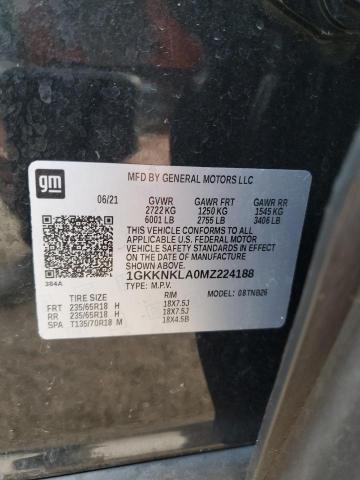 gm
MFD BY GENERAL MOTORS LLC
06/21 GVWR GAWR FRT GAWR RR
2722 KG 1250 KG 1545 KG
6001 LB 2755 LB 3406 LB
THIS VEHICLE CONFORMS TO ALL
APPLICABLE U.S. FEDERAL MOTOR
VEHICLE SAFETY AND THEFT PREVENTION
STANDARDS IN EFFECT ON THE DATE OF
MANUFACTURE SHOWN ABOVE.
1GKKNKLA0MZ224188
384A TYPE: M.P.V.
MODEL: 08TNB26
TIRE SIZE RIM
FRT 235/65R18 H 18X7.5J
RR 235/65R18 H 18X7.5J
SPA T135/70R18 M 18X4.5B